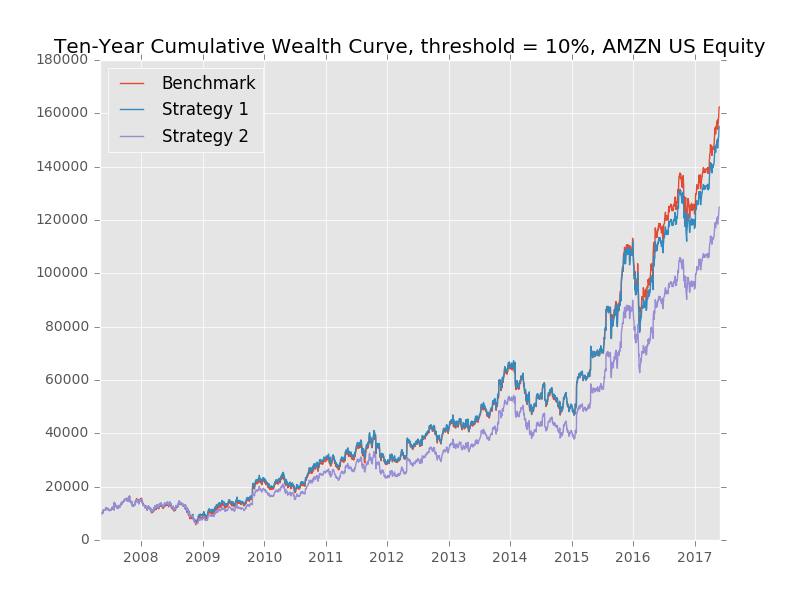 Ten-Year Cumulative Wealth Curve, threshold = 10%, AMZN US Equity
180000
160000
140000
120000
100000
80000
60000
40000
20000
0
Benchmark
Strategy 1
Strategy 2
2008 2009 2010 2011 2012 2013 2014 2015 2016 2017